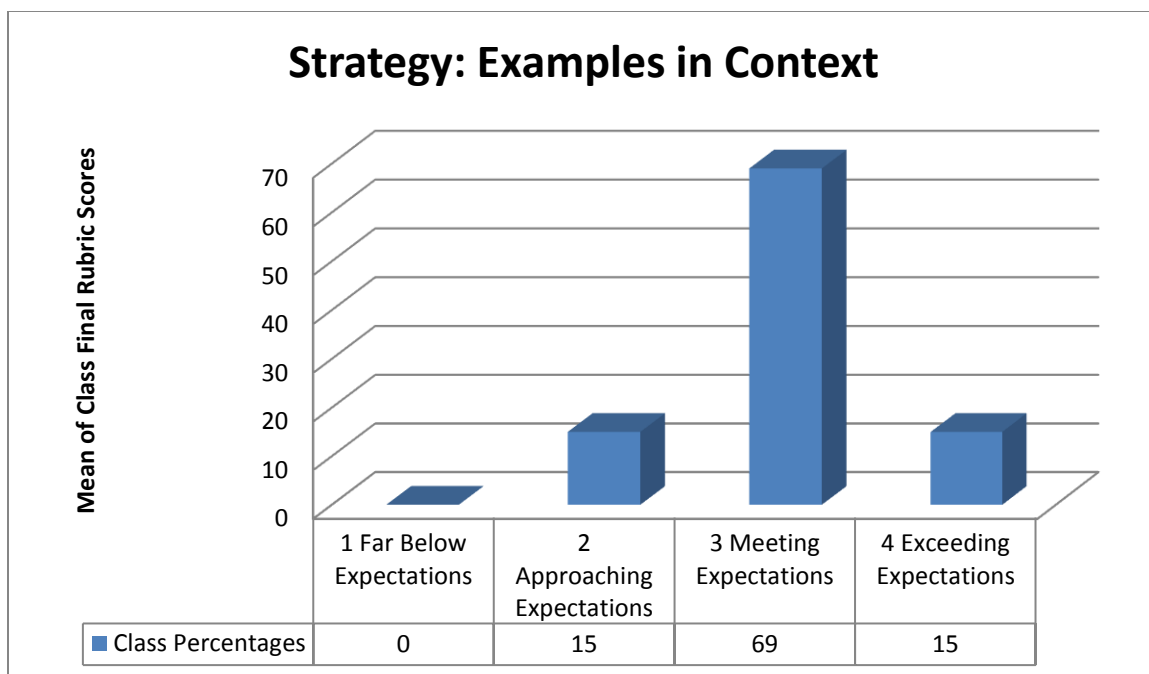 Strategy: Examples in Context
Mean of Class Final Rubric Scores
70
60
50
40
30
20
10
0
1 Far Below
Expectations
2
Approaching
Expectations
3 Meeting
Expectations
4 Exceeding
Expectations
Class Percentages 0 15 69 15